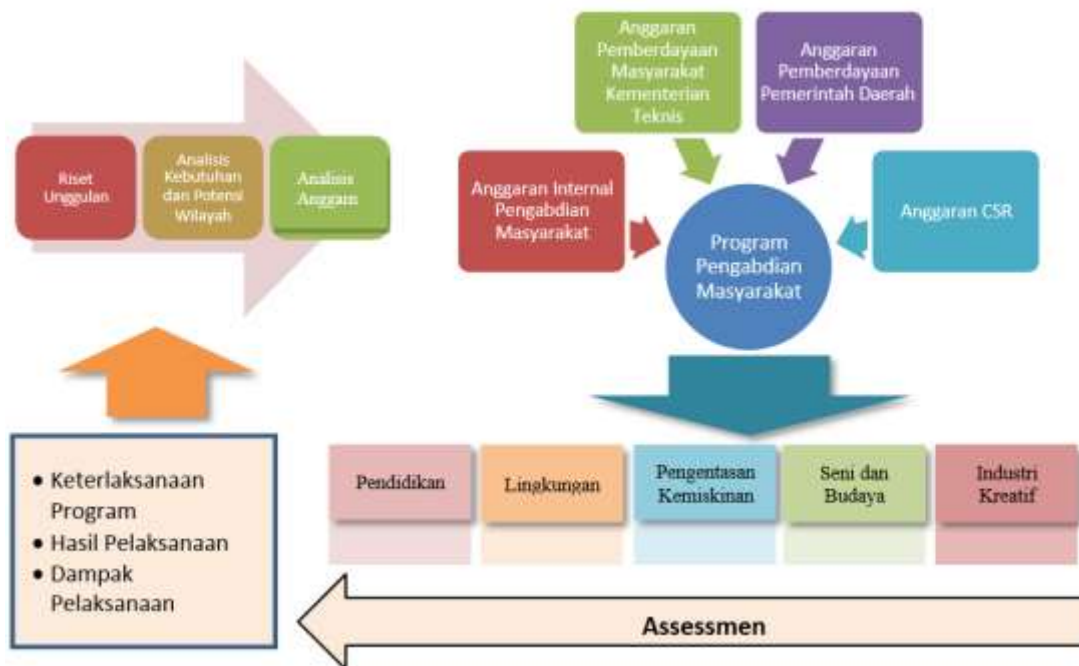 Riset
Unggulan
Analisis
Kebutuhan
dan Potensi
Wilayah
Analisis
Anggain
Anggaran
Pemberdayaan
Masyarakat
Kementerian
Teknis
Anggaran
Pemberdayaan
Pemerintah Daerah
Anggaran Internal
Pengabdian
Masyarakat
Anggaran CSR
Program
Pengabdian
Masyarakat
Pendidikan
Lingkungan
Pengentasan
Kemiskinan
Seni dan
Budaya
Industri
Kreatif
• Keterlaksanaan
Program
• Hasil Pelaksanaan
• Dampak
Pelaksanaan
Assessmen